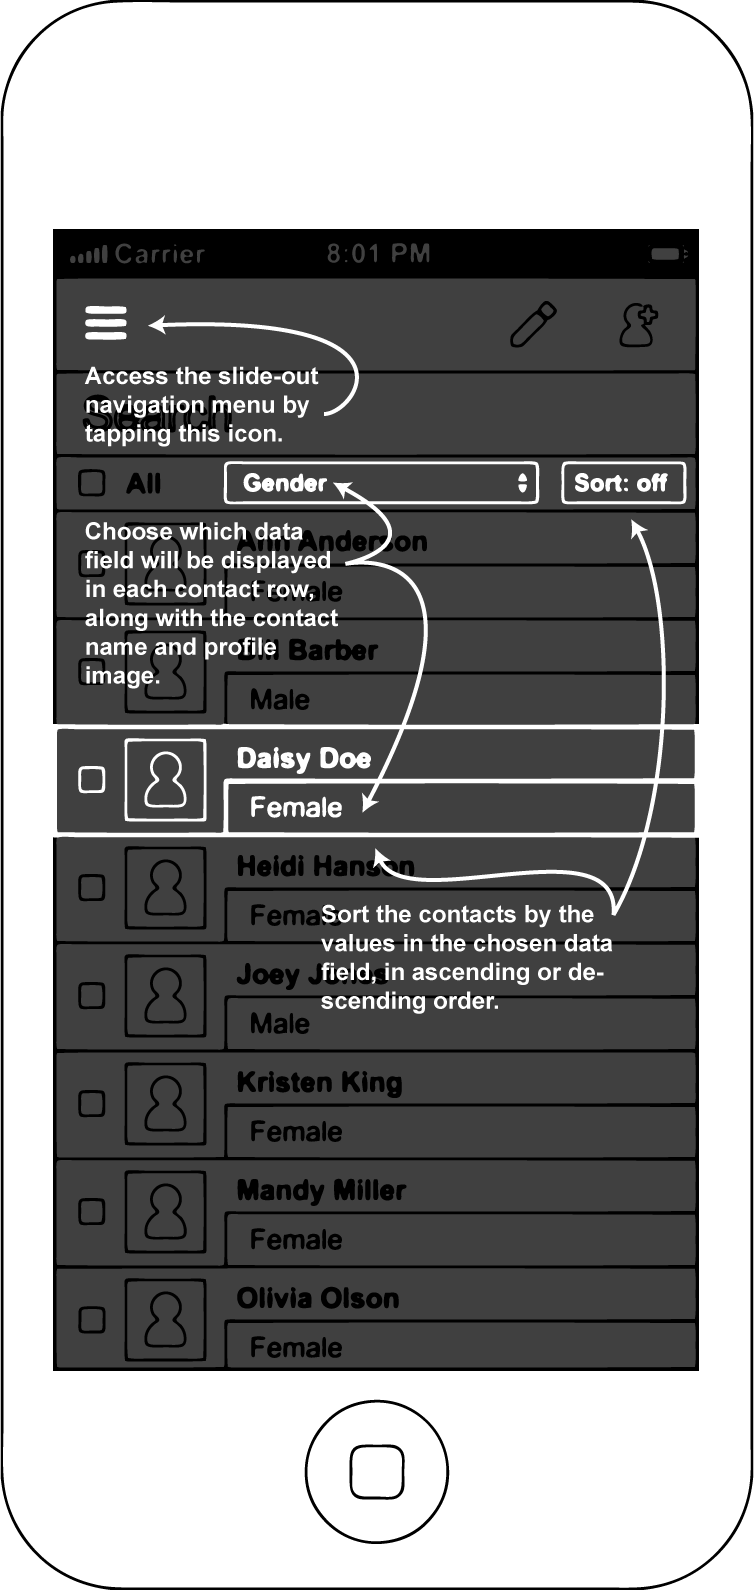 Carrier 8:01 PM
Access the slide-out
navigation menu by
tapping this icon.
Search
All Gender Sort: off
Choose which data
field will be displayed
in each contact row,
along with the contact
name and profile
image.
Ann Anderson
Female
Bill Barber
Male
Daisy Doe
Female
Heidi Hanson
Female
Sort the contacts by the
values in the chosen data
field, in ascending or de-
scending order.
Joey Jones
Male
Kristen King
Female
Mandy Miller
Female
Olivia Olson
Female